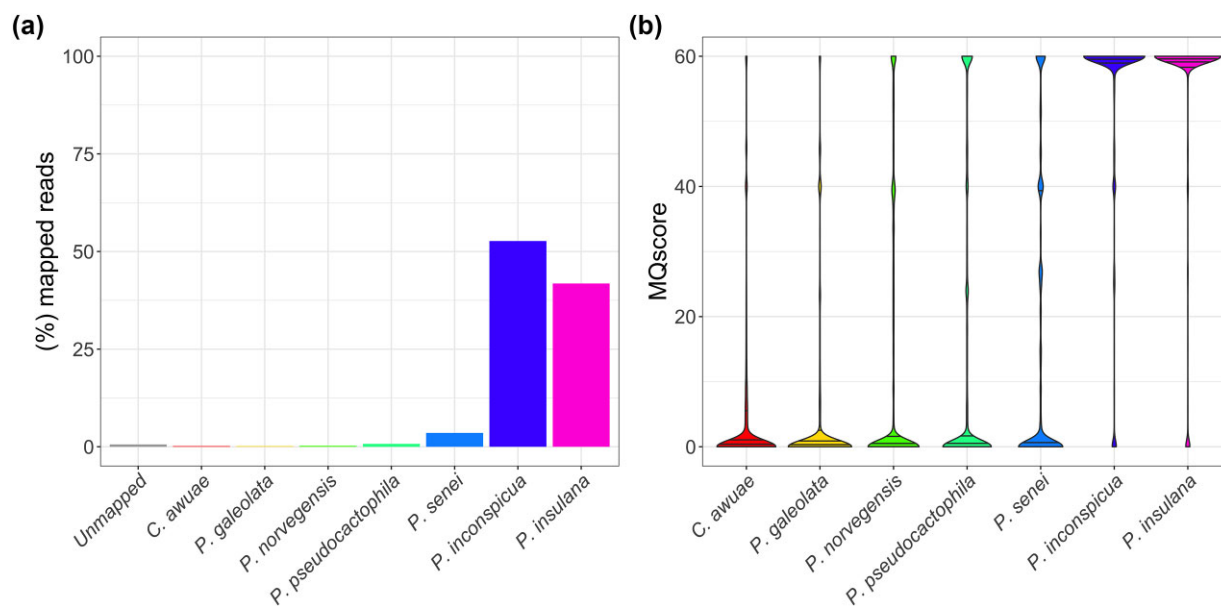 (a)
(%) mapped reads
100
75
50
25
0
Unmapped
C. awuae
P. galeolata
P. norvegensis
P. pseudocactophila
P. senei
P. inconspicua
P. insulana
(b)
MQscore
60
40
20
0
C. awuae
P. galeolata
P. norvegensis
P. pseudocactophila
P. senei
P. inconspicua
P. insulana